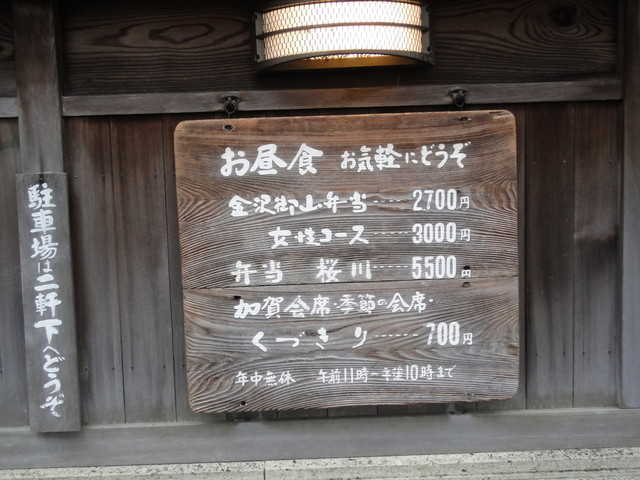 お昼食 お気軽にどうぞ
金沢御山弁当……2700円
女性コース……3000円
弁当 桜川……5500円
加賀会席・季節の会席・
くづきり……700円
年中無休 午前11時〜午後10時まで
駐車場は二軒下へどうぞ